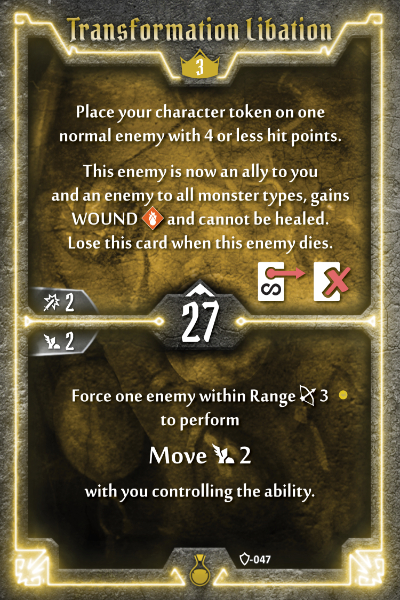 Transformation Libation
3
Place your character token on one
normal enemy with 4 or less hit points.
This enemy is now an ally to you
and an enemy to all monster types, gains
WOUND and cannot be healed.
Lose this card when this enemy dies.
2
27
2
Force one enemy within Range 3
to perform
Move 2
with you controlling the ability.
-047